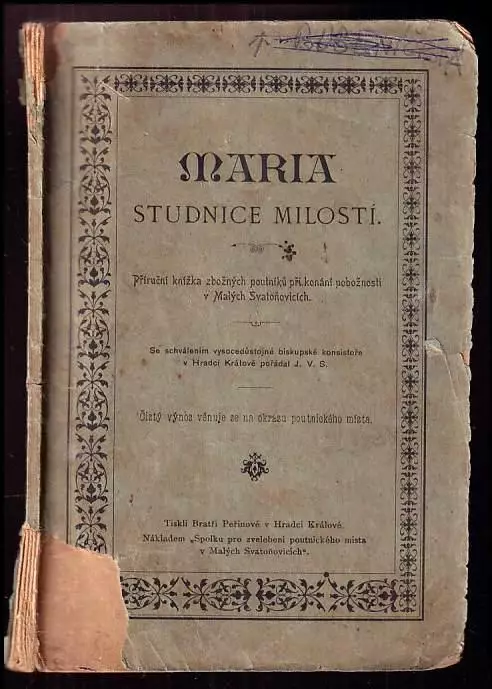 MARIA
STUDNICE MILOSTÍ.
Příruční knížka zbožných poutníků při konání pobožnosti
v Malých Svatoňovicích.
Se schválením vysocedůstojné biskupské konsistoře
v Hradci Králové pořádal J. V. S.
Čistý výnos věnuje se na okrasu poutnického místa.
Tiskli Bratři Peřinové v Hradci Králové.
Nákladem „Spolku pro zvelebení poutnického místa
v Malých Svatoňovicích“.